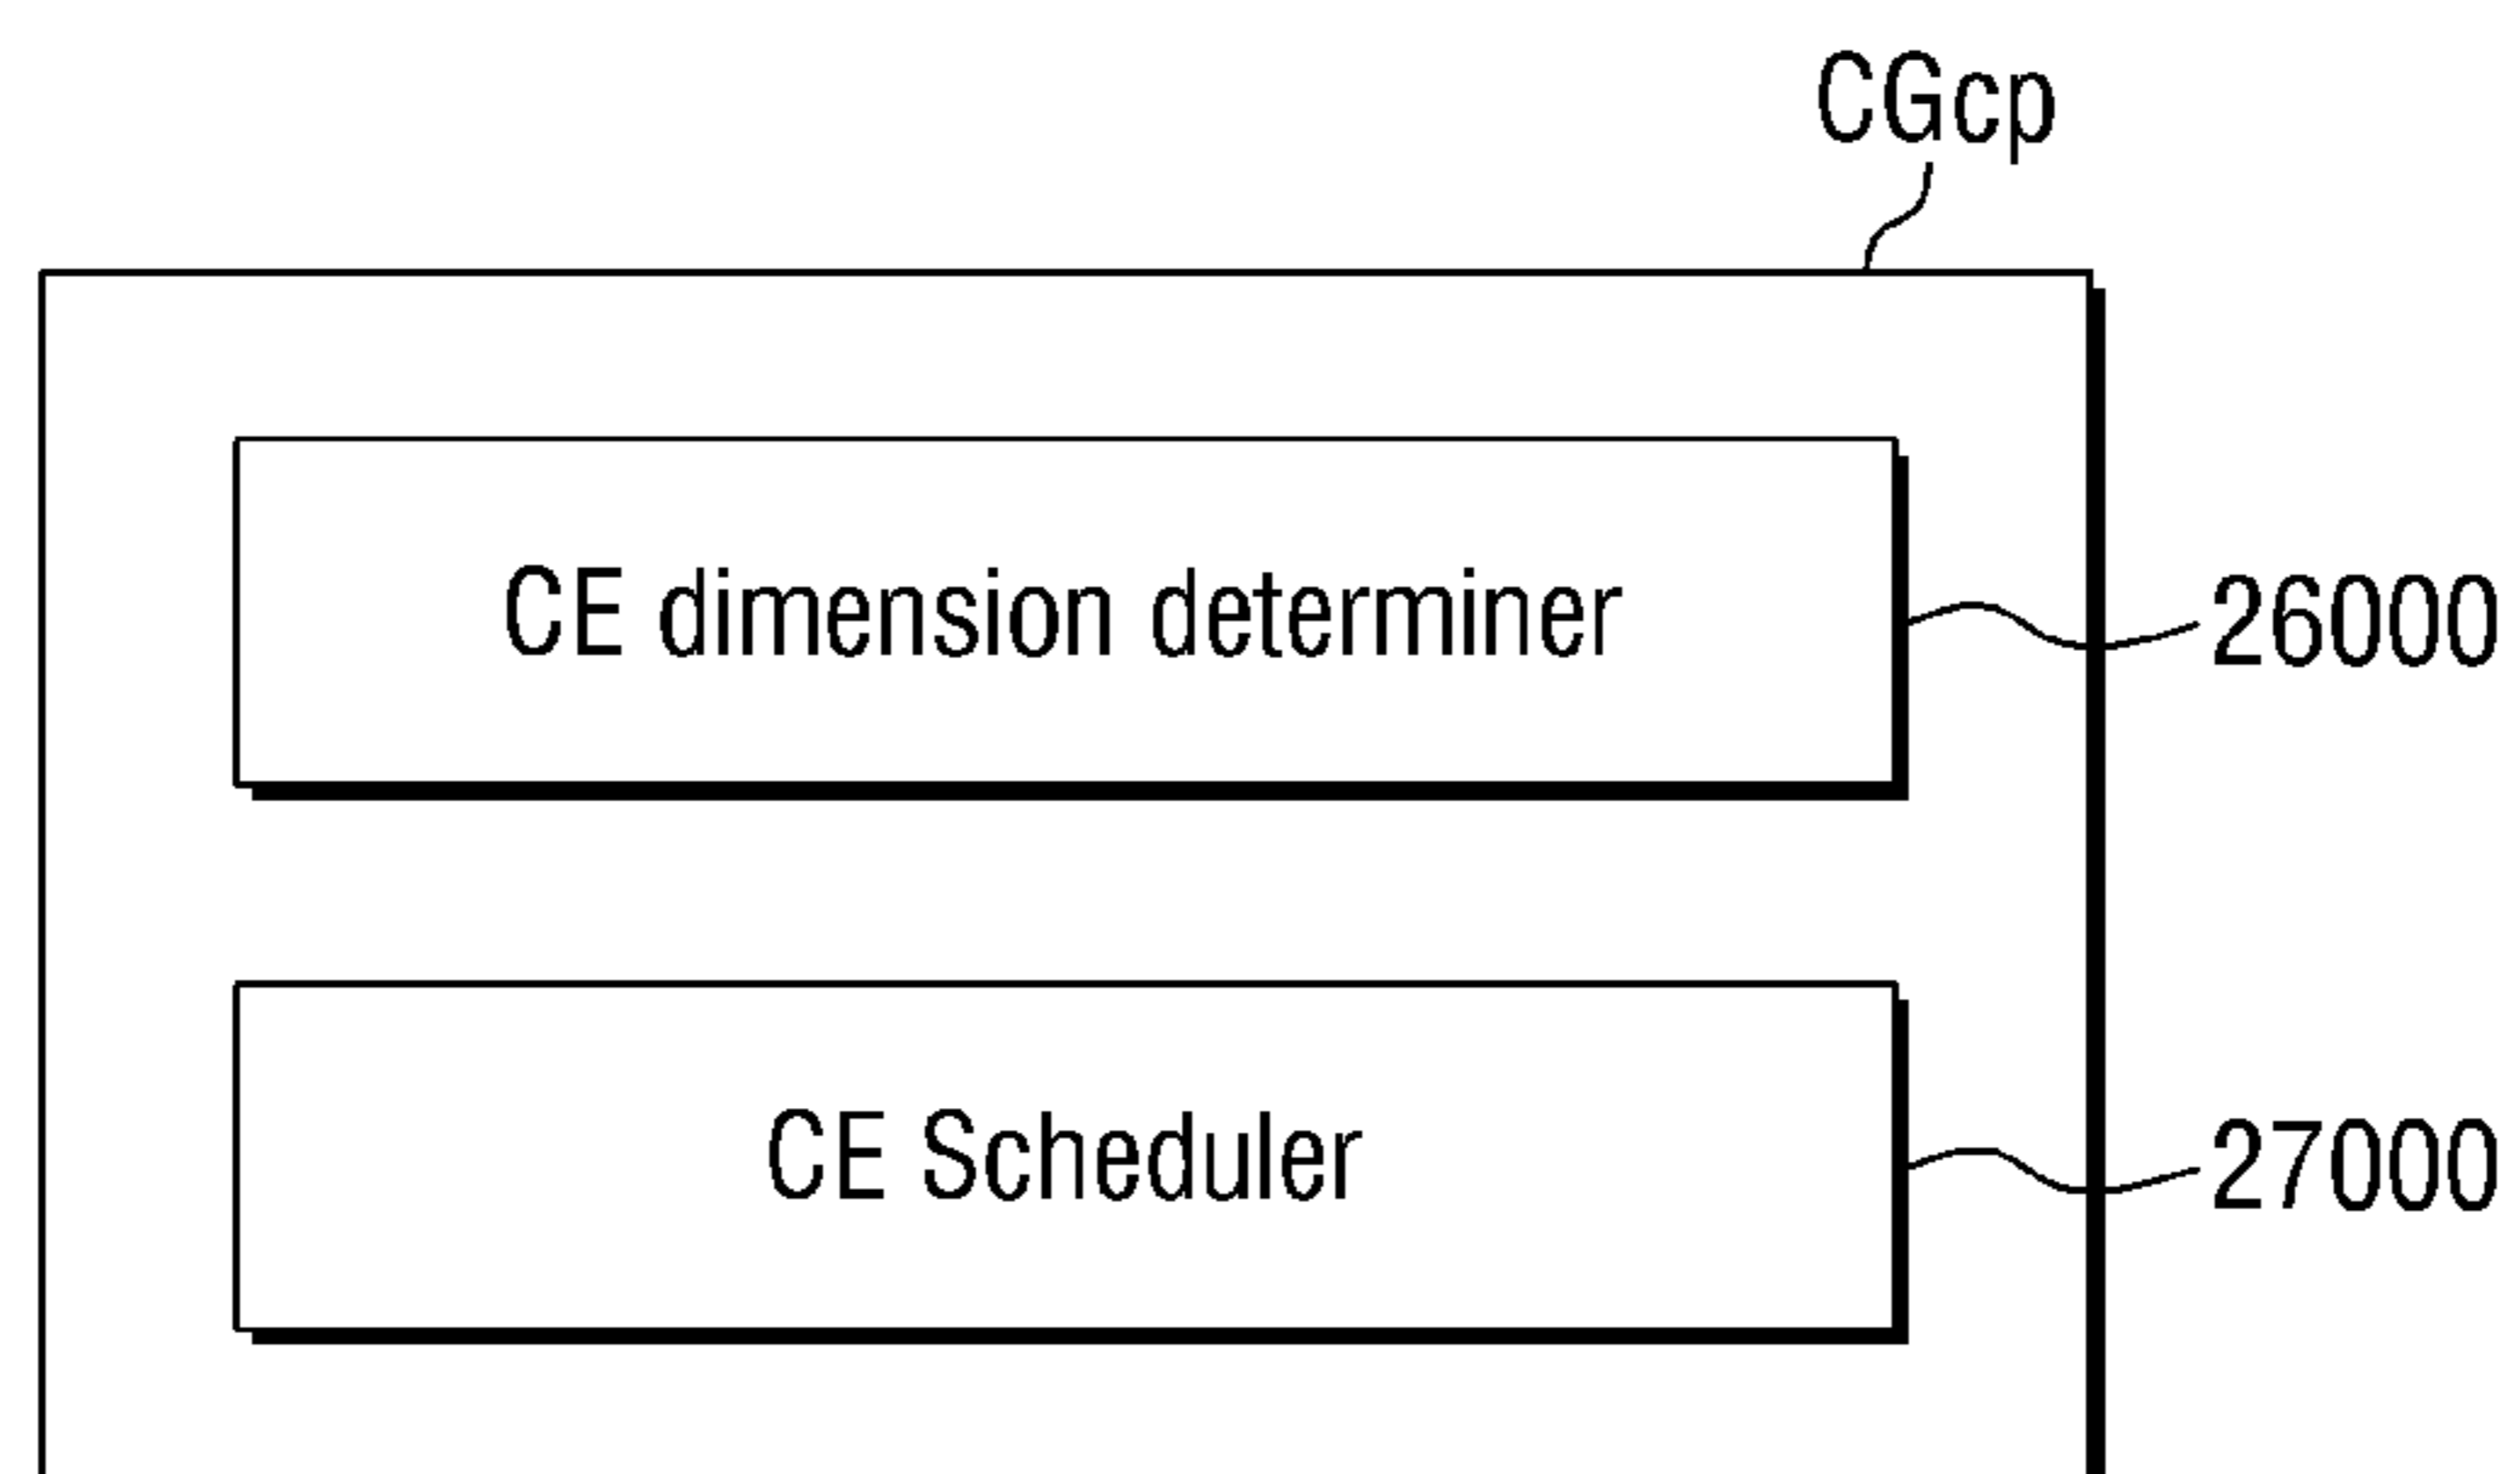 CGcp
CE dimension determiner
26000
CE Scheduler
27000